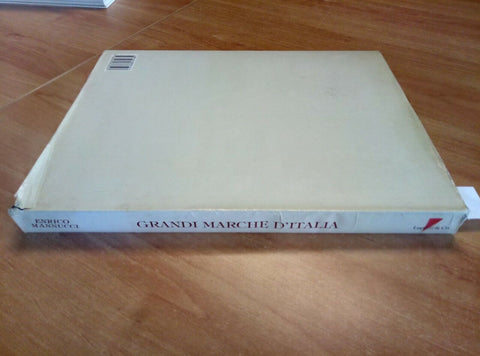 ENRICO
MANNUCCI
GRANDI MARCHE D'ITALIA